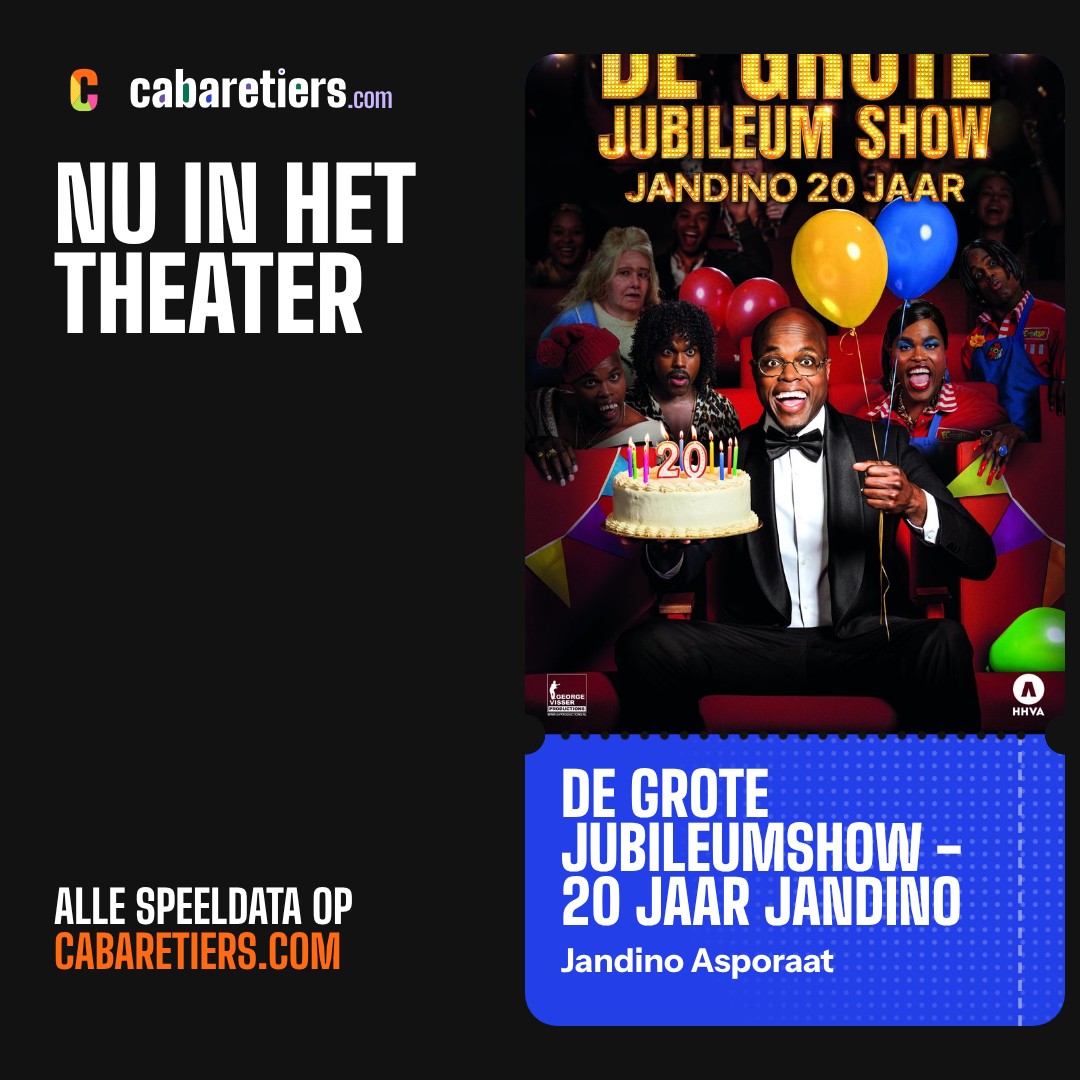 cabaretiers.com
NU IN HET
THEATER
DE GROTE
JUBILEUM SHOW
JANDINO 20 JAAR
20
GEORGE
VISSER
PRODUCTIONS
HHVA
DE GROTE
JUBILEUMSHOW –
20 JAAR JANDINO
Jandino Asporaat
ALLE SPEELDATA OP
CABARETIERS.COM